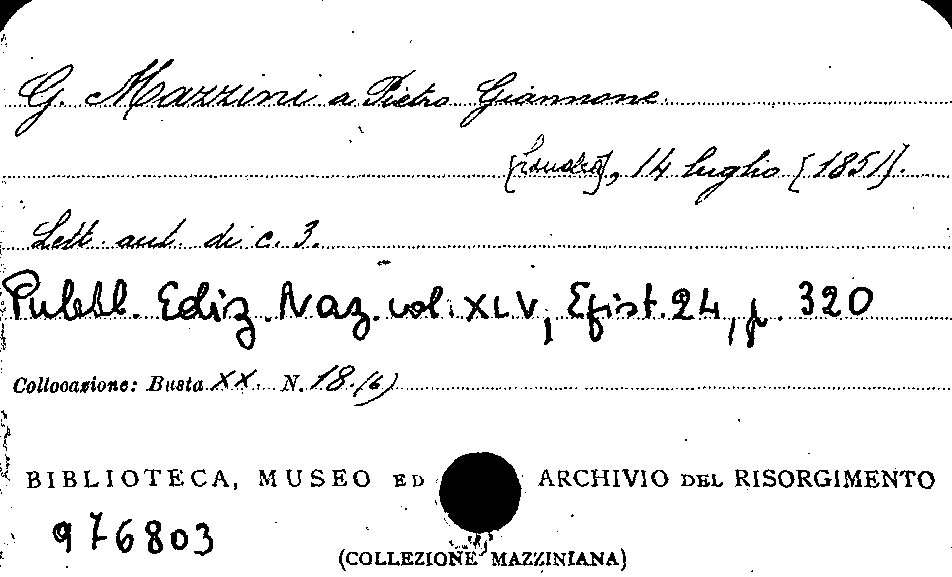 G. Mazzini a Pietro Giannone
[Londra], 14 luglio [1851].
Lett. aut. di c. 3.
Pubbl. Ediz. Naz. vol. XLV, Epist. 24, p. 320
Collocazione: Busta XX. N. 18.(6)
BIBLIOTECA, MUSEO ED ARCHIVIO DEL RISORGIMENTO
976803
(COLLEZIONE MAZZINIANA)